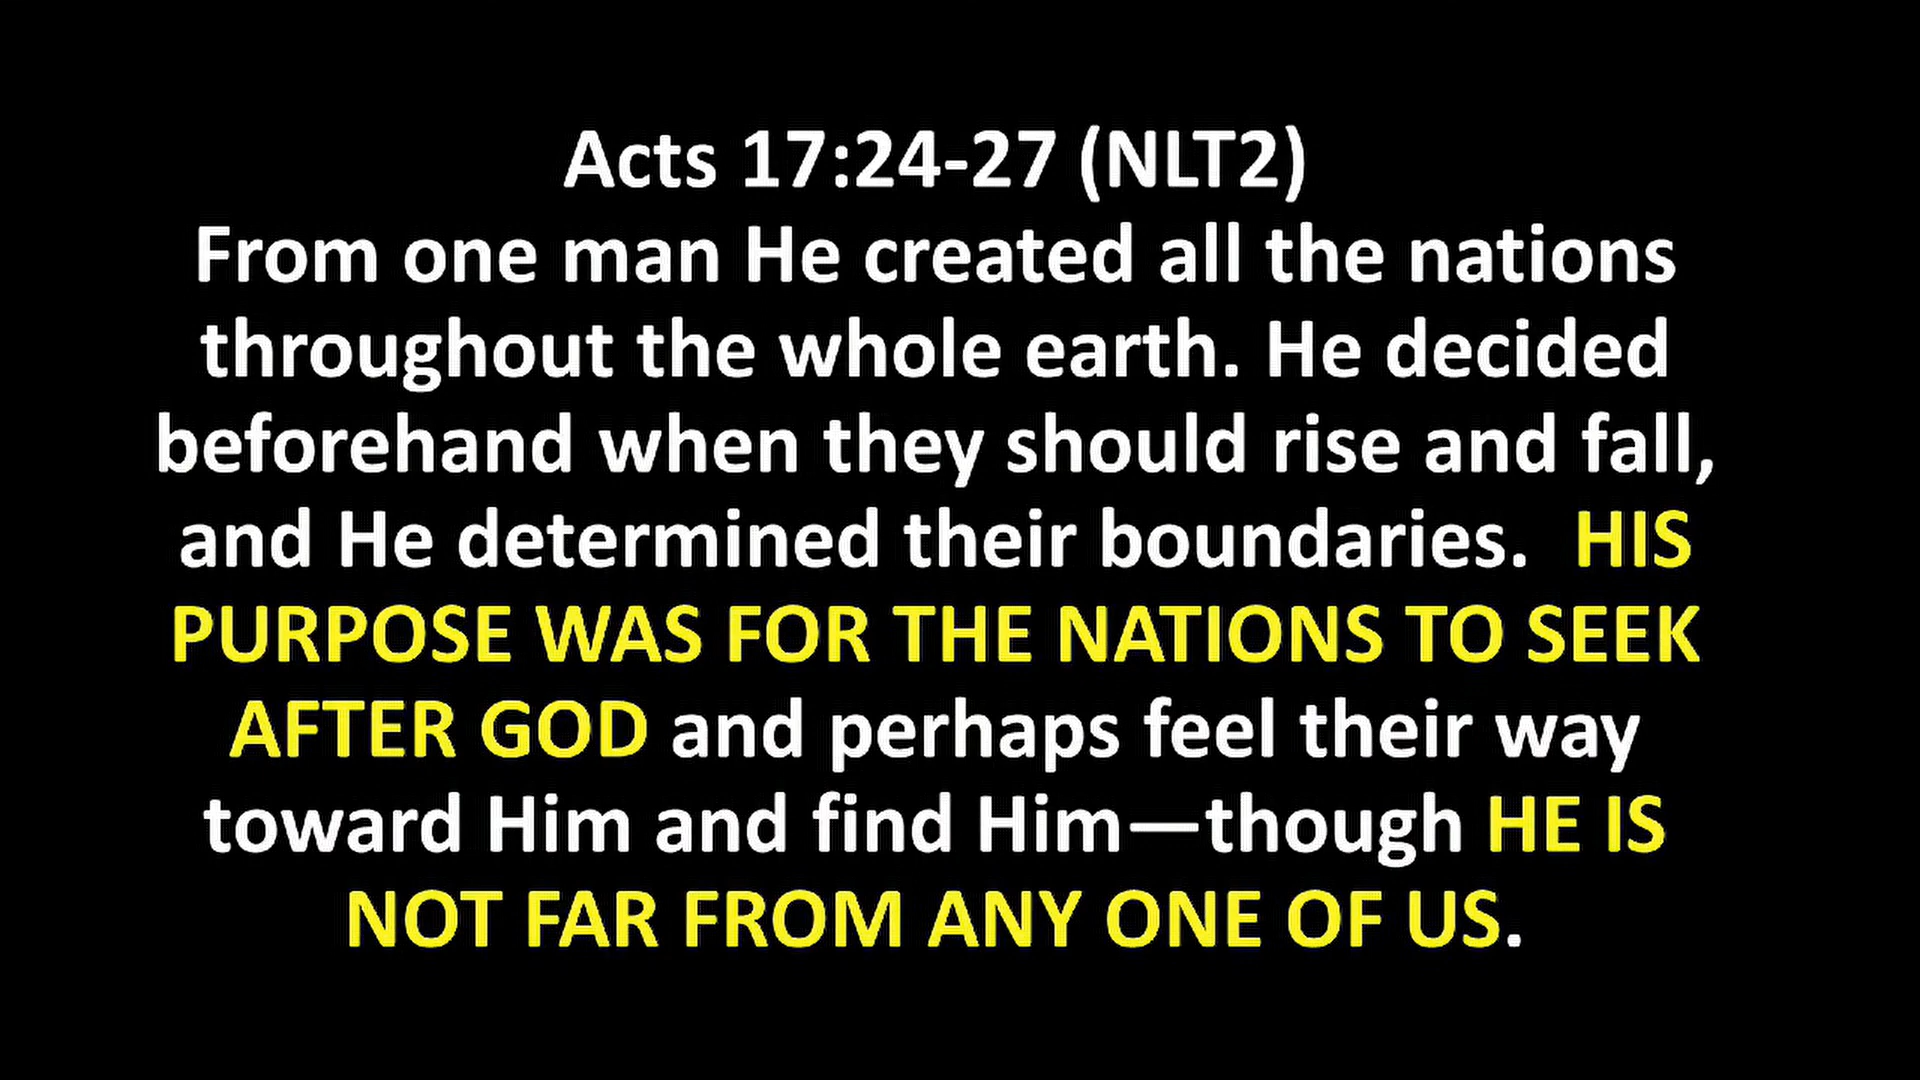 Acts 17:24-27 (NLT2)
From one man He created all the nations
throughout the whole earth. He decided
beforehand when they should rise and fall,
and He determined their boundaries.  HIS
PURPOSE WAS FOR THE NATIONS TO SEEK
AFTER GOD and perhaps feel their way
toward Him and find Him—though HE IS
NOT FAR FROM ANY ONE OF US.